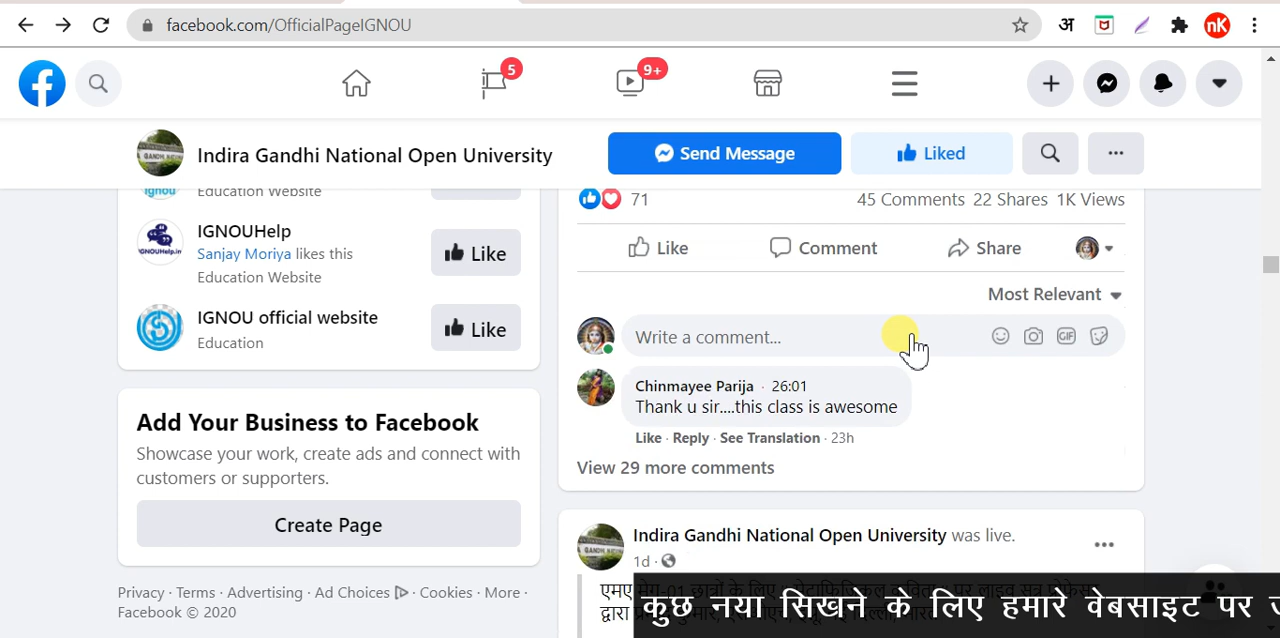 facebook.com/OfficialPageIGNOU
अ
nK
5
9+
Indira Gandhi National Open University
Send Message
Liked
Education Website
71
45 Comments 22 Shares 1K Views
IGNOUHelp
Sanjay Moriya likes this
Education Website
Like
Like
Comment
Share
Most Relevant
IGNOU official website
Education
Like
Write a comment...
GIF
Chinmayee Parija · 26:01
Thank u sir....this class is awesome
Like · Reply · See Translation · 23h
View 29 more comments
Add Your Business to Facebook
Showcase your work, create ads and connect with
customers or supporters.
Create Page
Indira Gandhi National Open University was live.
1d ·
Privacy · Terms · Advertising · Ad Choices · Cookies · More ·
Facebook © 2020
कुछ नया सिखने के लिए हमारे वेबसाइट पर